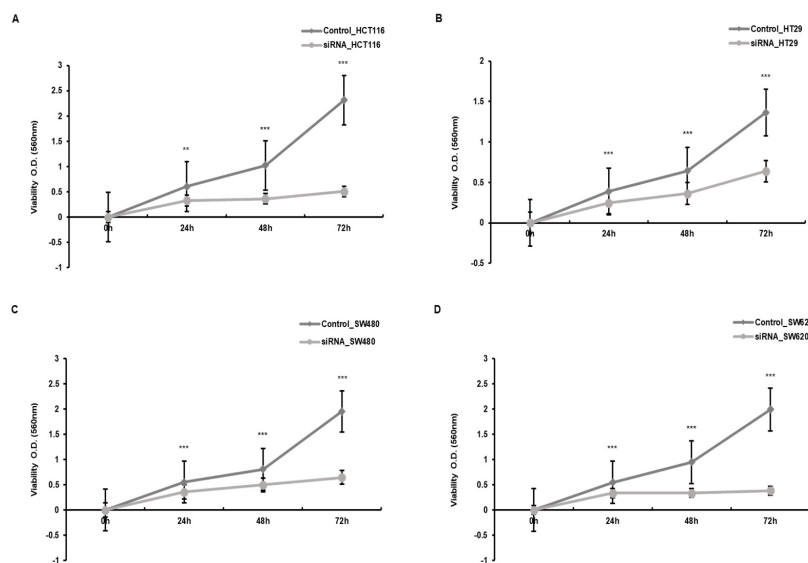 A
Control_HCT116
siRNA_HCT116
3
2.5
2
1.5
1
0.5
0
-0.5
-1
Viability O.D. (560nm)
0h
24h
48h
72h
**
***
***
B
Control_HT29
siRNA_HT29
2
1.5
1
0.5
0
-0.5
Viability O.D. (560nm)
0h
24h
48h
72h
***
***
***
C
Control_SW480
siRNA_SW480
3
2.5
2
1.5
1
0.5
0
0.5
-1
Viability O.D. (560nm)
0h
24h
48h
72h
***
***
***
D
Control_SW62
siRNA_SW620
3
2.5
2
1.5
1
0.5
0
0.5
-1
Viability O.D. (560nm)
0h
24h
48h
72h
***
***
***